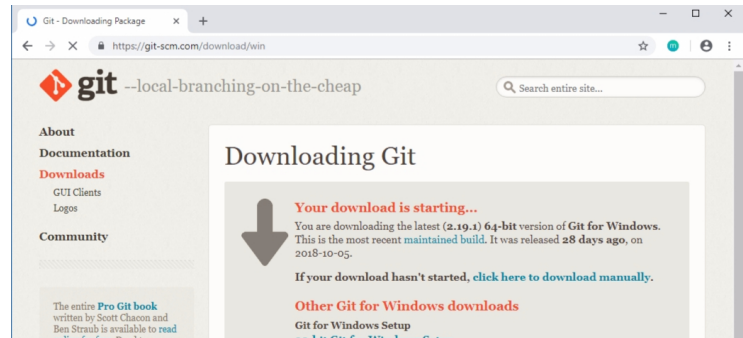 Git - Downloading Package
https://git-scm.com/download/win
git --local-branching-on-the-cheap
Search entire site...
About
Documentation
Downloads
GUI Clients
Logos
Community
The entire Pro Git book
written by Scott Chacon and
Ben Straub is available to read
Downloading Git
Your download is starting...
You are downloading the latest (2.19.1) 64-bit version of Git for Windows.
This is the most recent maintained build. It was released 28 days ago, on
2018-10-05.
If your download hasn't started, click here to download manually.
Other Git for Windows downloads
Git for Windows Setup